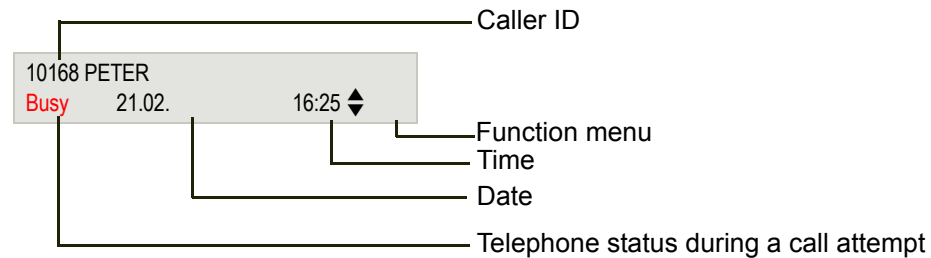 Caller ID
10168 PETER
Busy 21.02. 16:25
Function menu
Time
Date
Telephone status during a call attempt